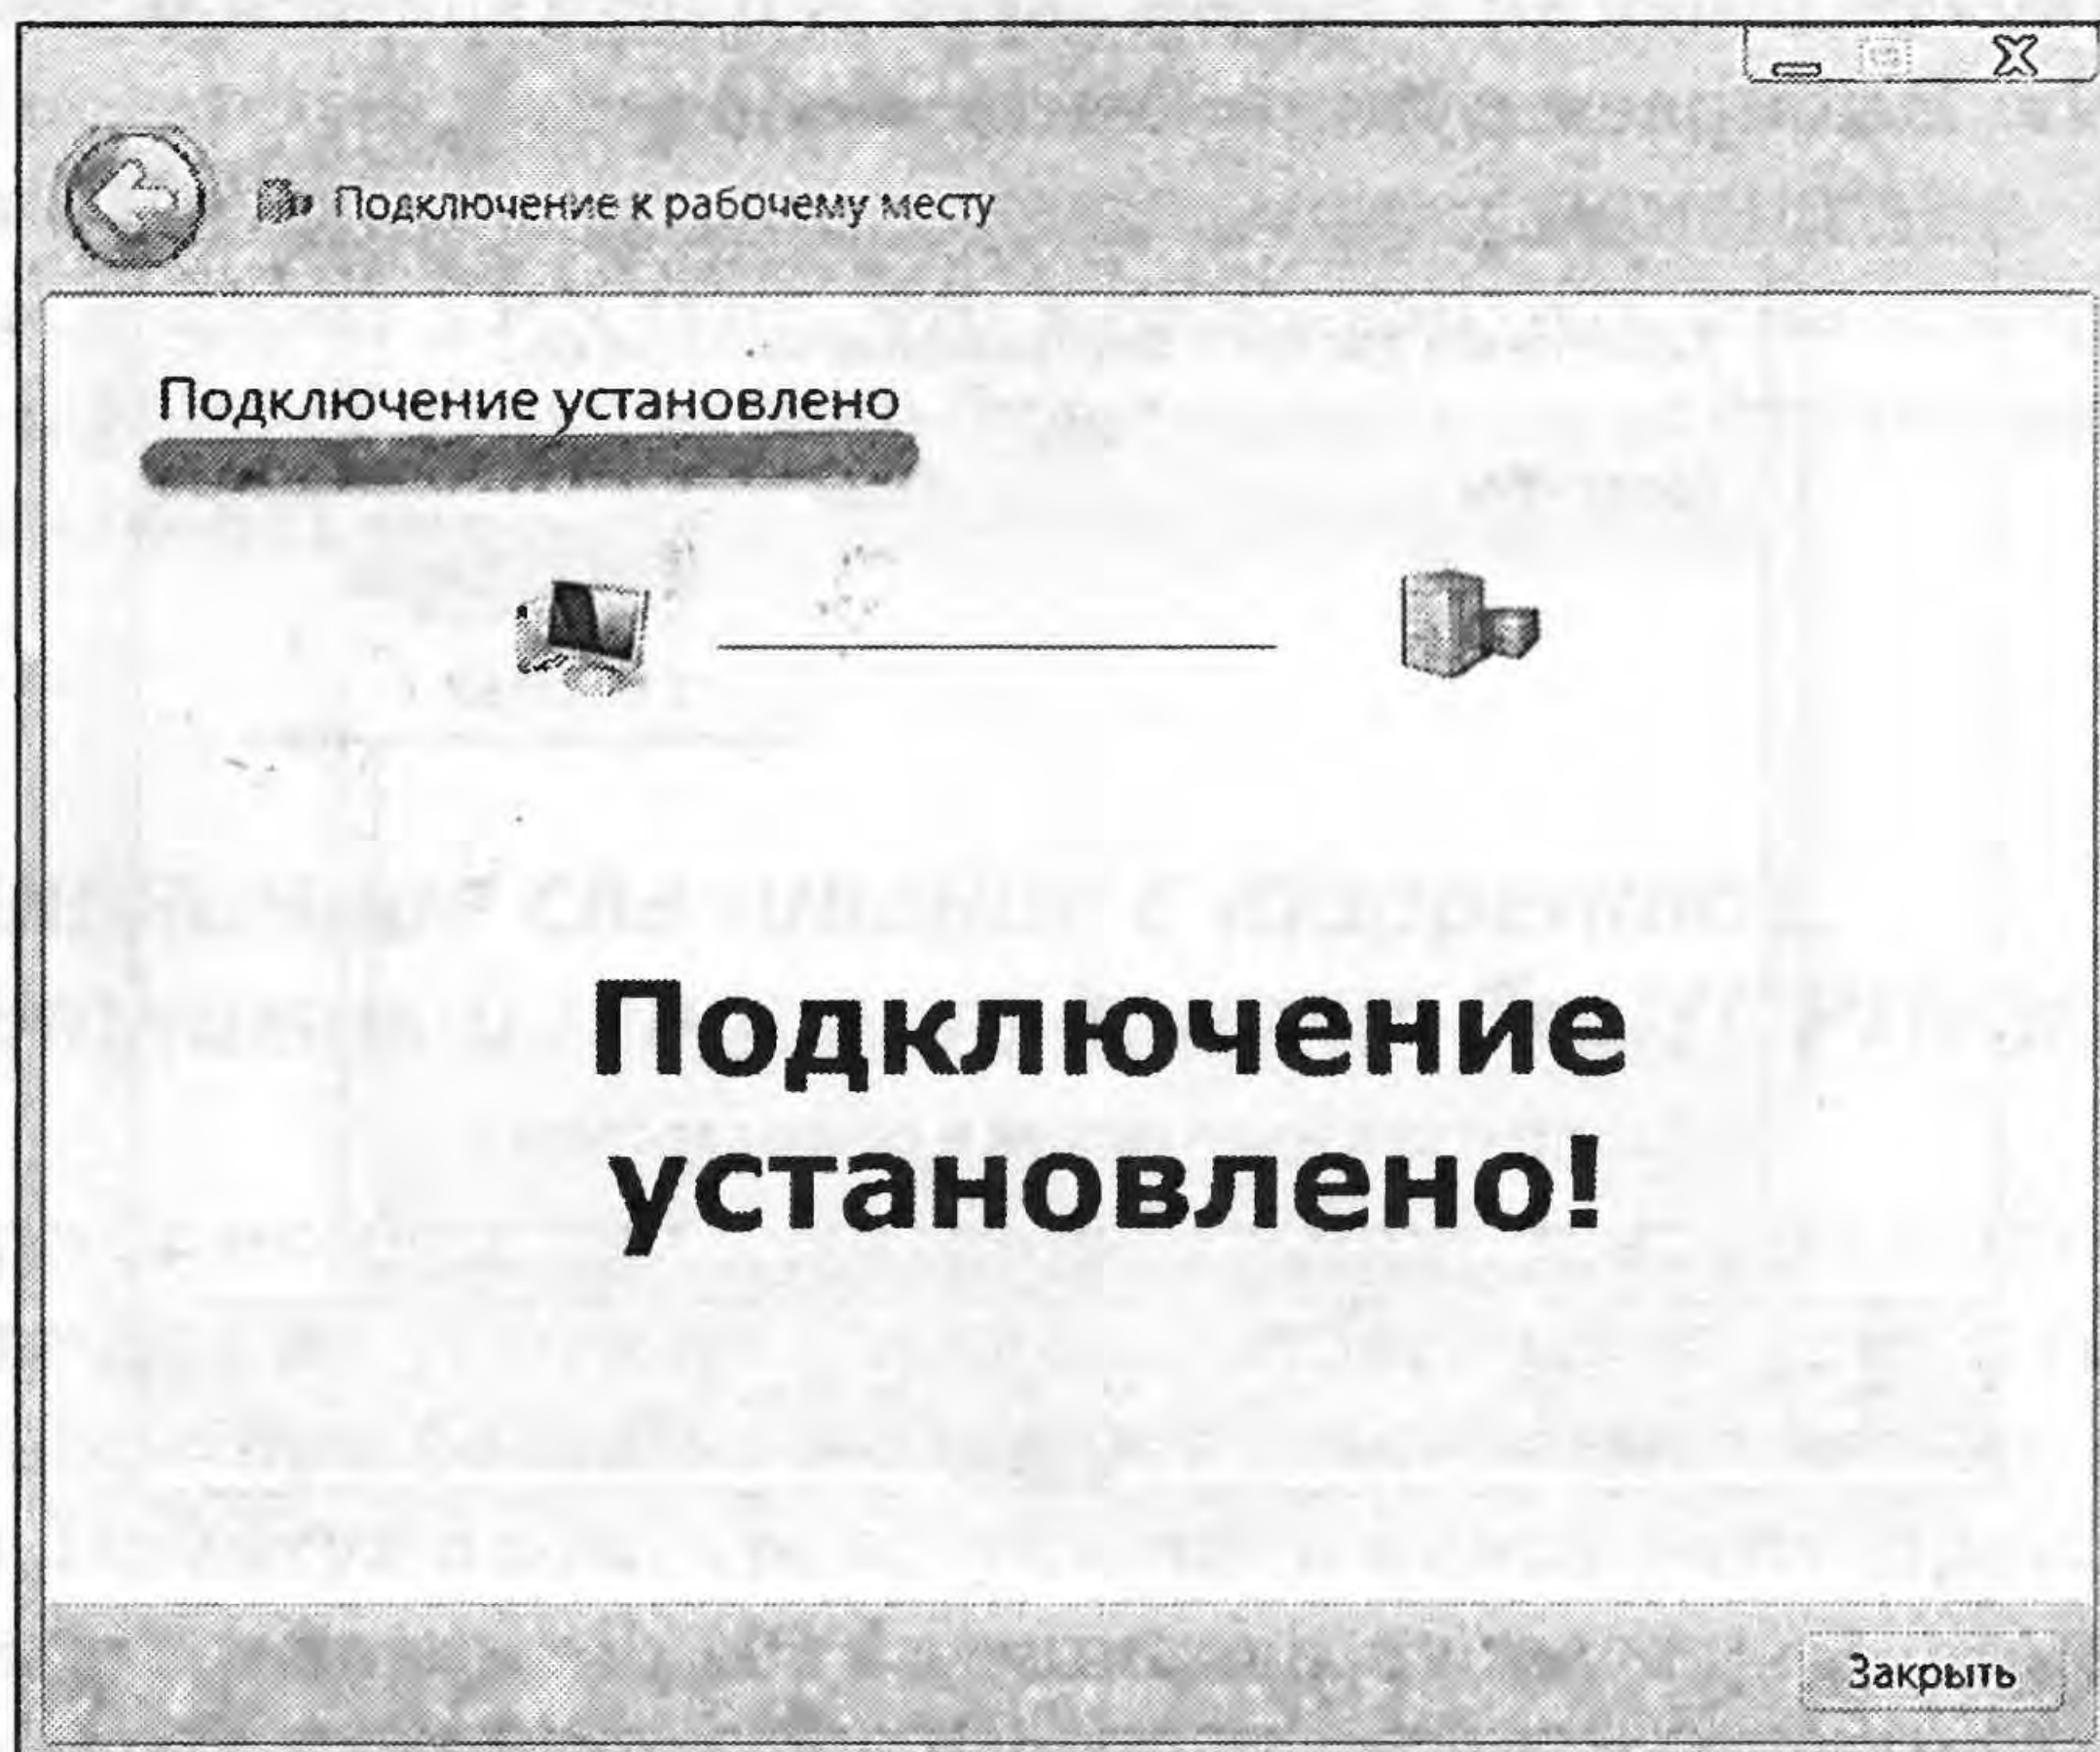 Подключение к рабочему месту
Подключение установлено
Подключение
установлено!
Закрыть